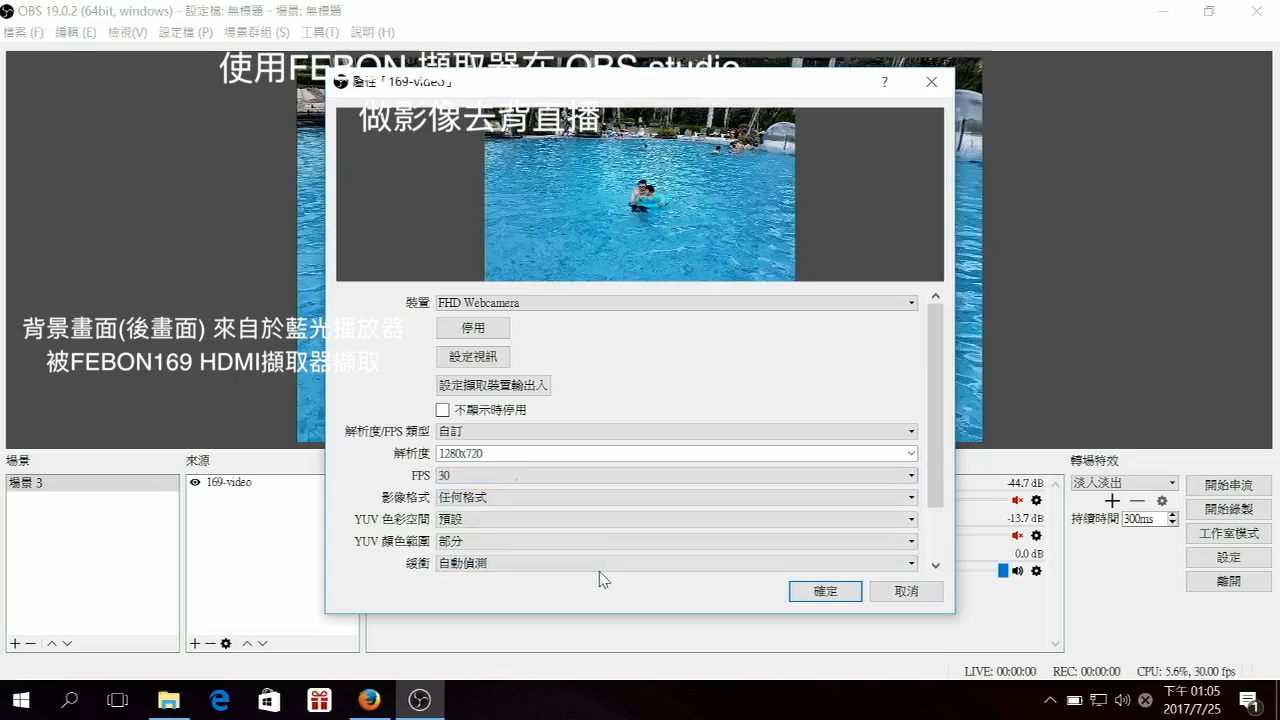 OBS 19.0.2 (64bit, windows) - 設定檔: 無標題 - 場景: 無標題
檔案 (F) 編輯 (E) 檢視(V) 設定檔 (P) 場景群組 (S) 工具(T) 說明 (H)
使用FEBON 擷取器在 OBS studio
屬性「169-video」
做影像去背直播
背景畫面(後畫面) 來自於藍光播放器
被FEBON169 HDMI擷取器擷取
裝置 FHD Webcamera
停用
設定視訊
設定擷取裝置輸出入
不顯示時停用
解析度/FPS 類型 自訂
解析度 1280x720
FPS 30
影像格式 任何格式
YUV 色彩空間 預設
YUV 顏色範圍 部分
緩衝 自動偵測
確定 取消
場景
場景 3
來源
169-video
-44.7 dB
-13.7 dB
0.0 dB
轉場特效
淡入淡出
持續時間 300ms
開始串流
開始錄製
工作室模式
設定
離開
LIVE: 00:00:00 REC: 00:00:00 CPU: 5.6%, 30.00 fps
下午 01:05
2017/7/25
1